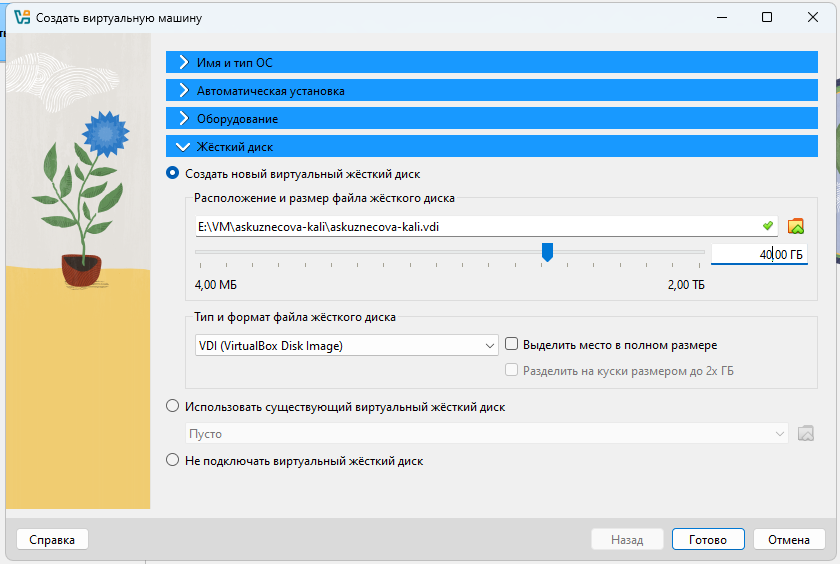 Создать виртуальную машину
Имя и тип ОС
Автоматическая установка
Оборудование
Жёсткий диск
Создать новый виртуальный жёсткий диск
Расположение и размер файла жёсткого диска
E:\VM\askuznecova-kali\askuznecova-kali.vdi
40,00 ГБ
4,00 МБ
2,00 ТБ
Тип и формат файла жёсткого диска
VDI (VirtualBox Disk Image)
Выделить место в полном размере
Разделить на куски размером до 2х ГБ
Использовать существующий виртуальный жёсткий диск
Пусто
Не подключать виртуальный жёсткий диск
Справка
Назад
Готово
Отмена